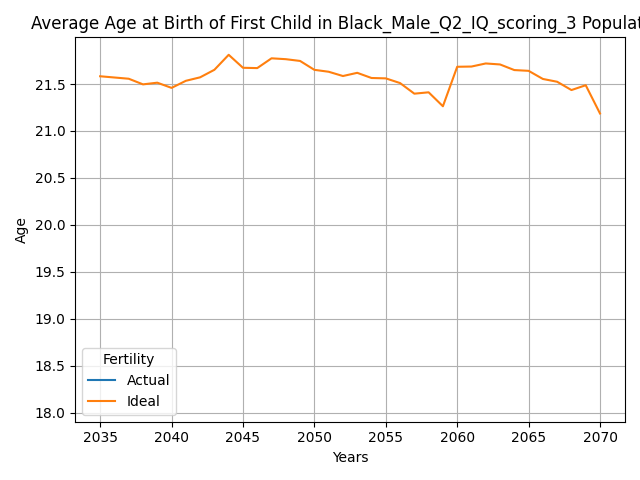 Average Age at Birth of First Child in Black_Male_Q2_IQ_scoring_3 Populat
21.5
21.0
20.5
20.0
19.5
19.0
18.5
18.0
Age
Fertility
Actual
Ideal
2035 2040 2045 2050 2055 2060 2065 2070
Years